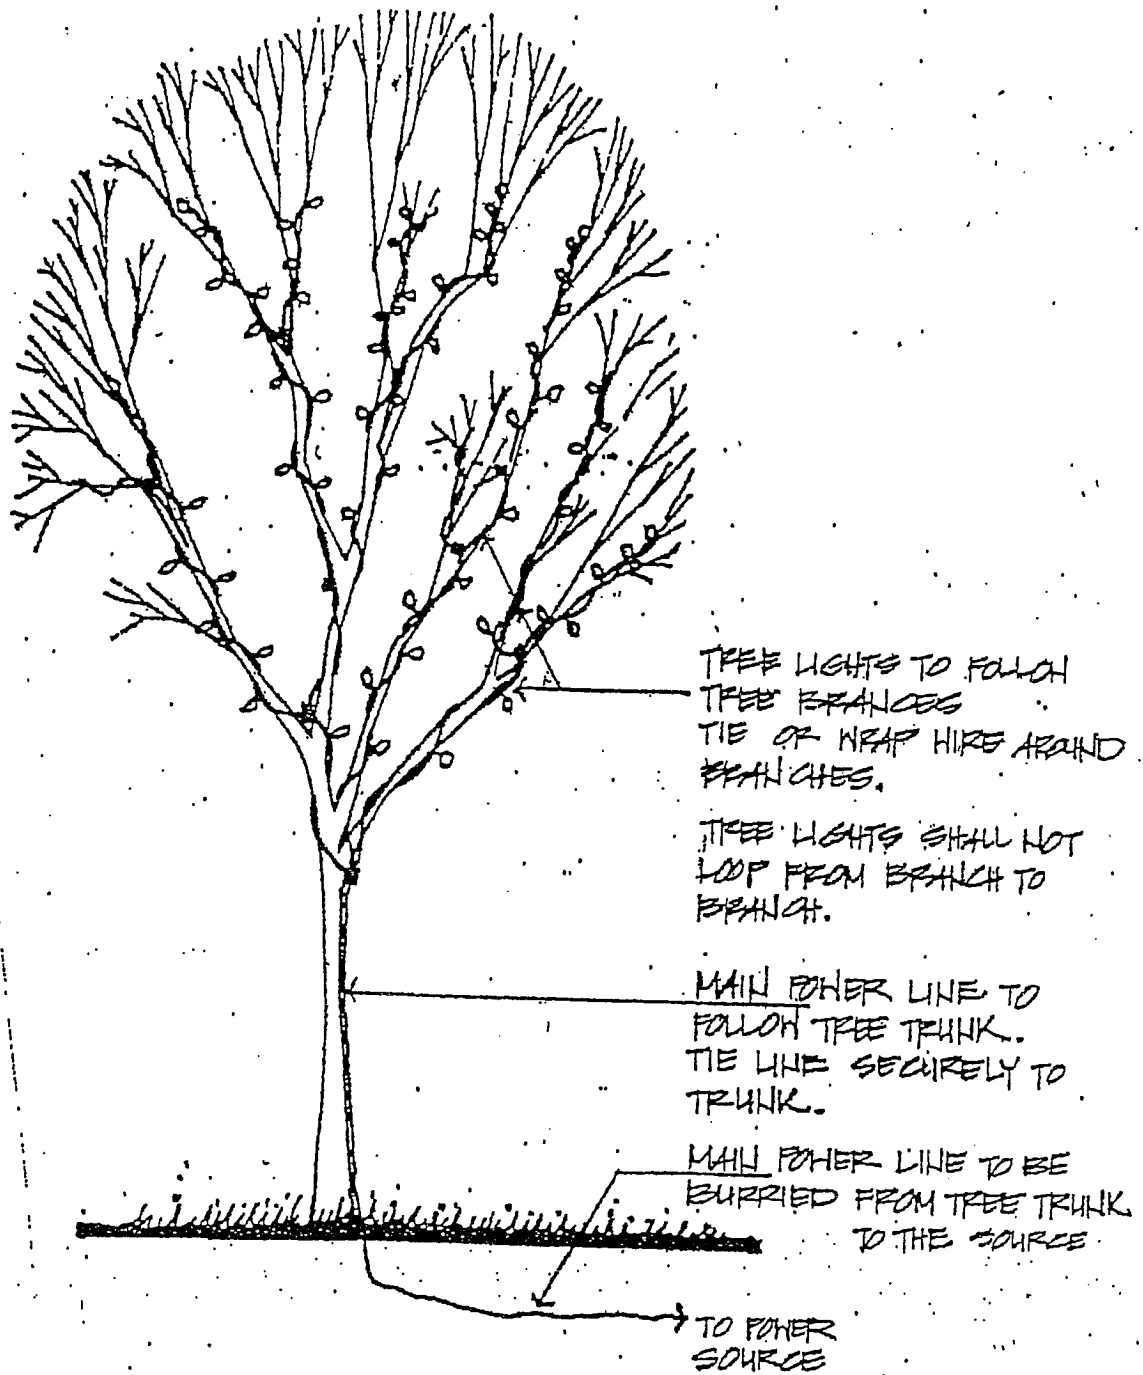 TREE LIGHTS TO FOLLOW
TREE BRANCES
TIE OR WRAP WIRE AROUND
BRANCHES.
TREE LIGHTS SHALL NOT
LOOP FROM BRANCH TO
BRANCH.
MAIN POWER LINE TO
FOLLOW TREE TRUNK.
TIE LINE SECURELY TO
TRUNK.
MAIN POWER LINE TO BE
BURRIED FROM TREE TRUNK
TO THE SOURCE
TO POWER
SOURCE